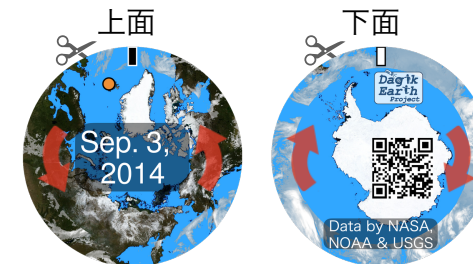 上面
下面
Sep. 3,
2014
Dagik
Earth
Project
Data by NASA,
NOAA & USGS